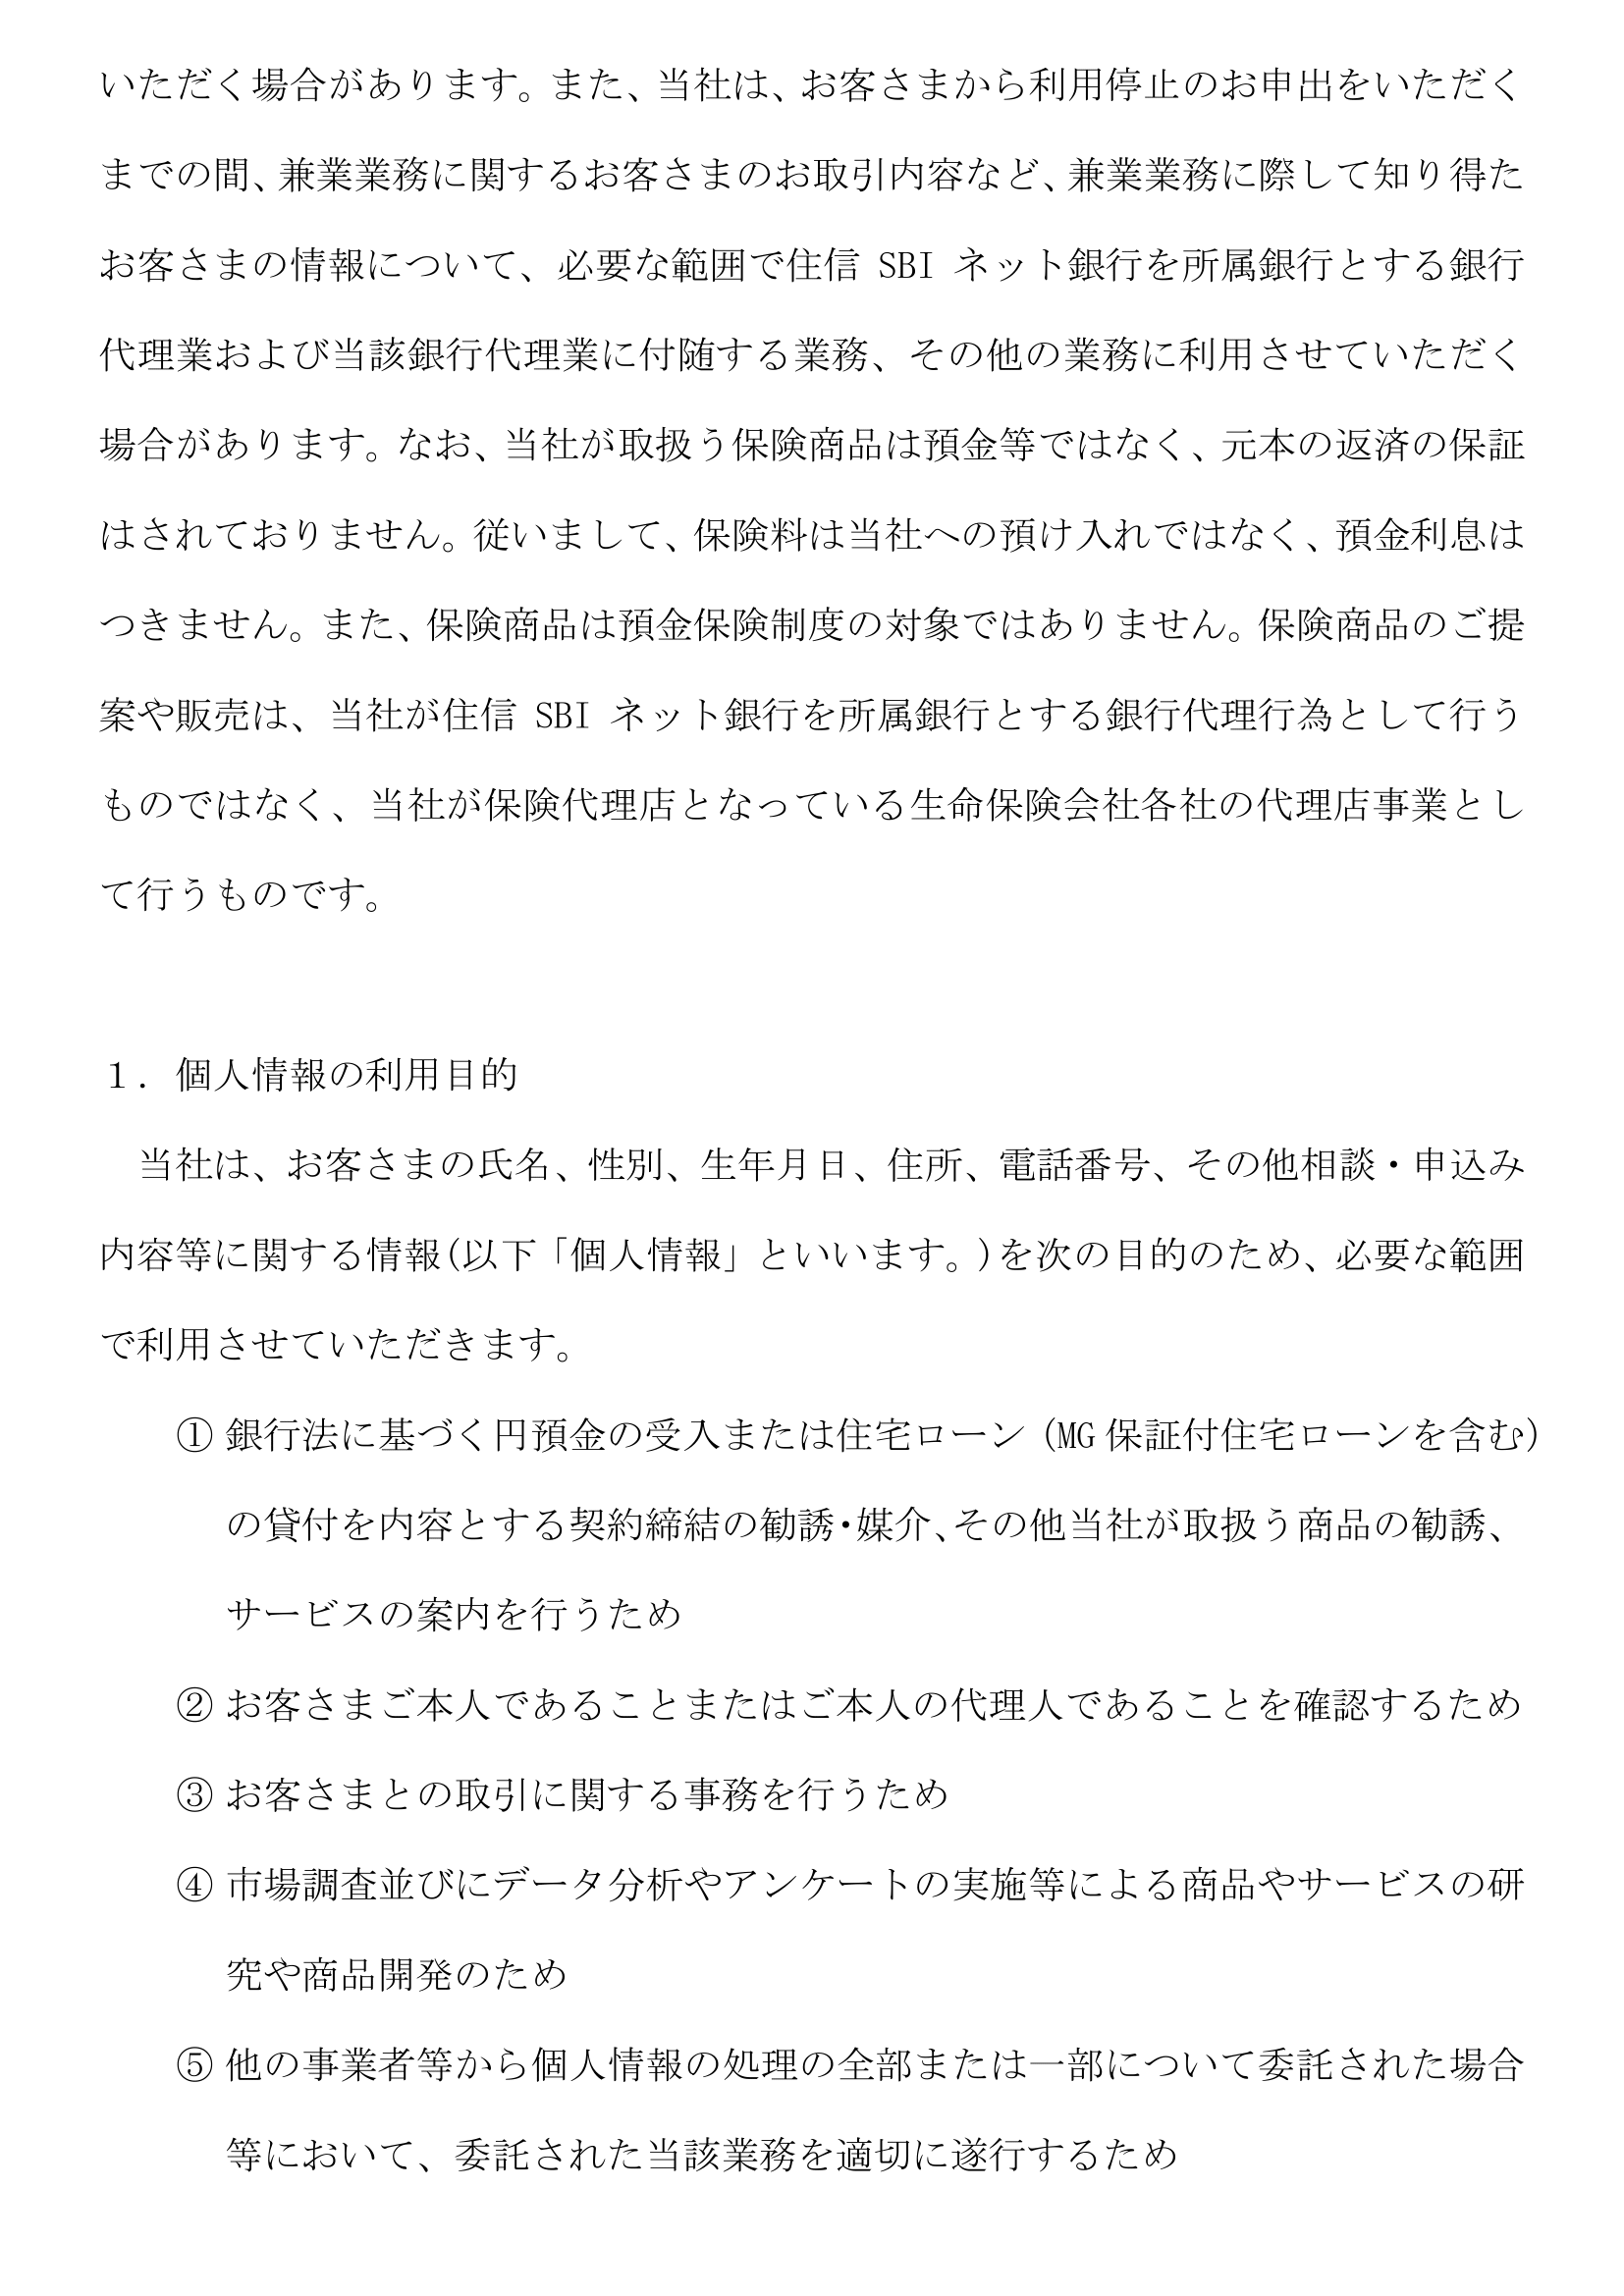 いただく場合があります。また、当社は、お客さまから利用停止のお申出をいただく
までの間、兼業業務に関するお客さまのお取引内容など、兼業業務に際して知り得た
お客さまの情報について、必要な範囲で住信 SBI ネット銀行を所属銀行とする銀行
代理業および当該銀行代理業に付随する業務、その他の業務に利用させていただく
場合があります。なお、当社が取扱う保険商品は預金等ではなく、元本の返済の保証
はされておりません。従いまして、保険料は当社への預け入れではなく、預金利息は
つきません。また、保険商品は預金保険制度の対象ではありません。保険商品のご提
案や販売は、当社が住信 SBI ネット銀行を所属銀行とする銀行代理行為として行う
ものではなく、当社が保険代理店となっている生命保険会社各社の代理店事業とし
て行うものです。
１．個人情報の利用目的
当社は、お客さまの氏名、性別、生年月日、住所、電話番号、その他相談・申込み
内容等に関する情報(以下「個人情報」といいます。)を次の目的のため、必要な範囲
で利用させていただきます。
① 銀行法に基づく円預金の受入または住宅ローン（MG 保証付住宅ローンを含む）
の貸付を内容とする契約締結の勧誘・媒介、その他当社が取扱う商品の勧誘、
サービスの案内を行うため
② お客さまご本人であることまたはご本人の代理人であることを確認するため
③ お客さまとの取引に関する事務を行うため
④ 市場調査並びにデータ分析やアンケートの実施等による商品やサービスの研
究や商品開発のため
⑤ 他の事業者等から個人情報の処理の全部または一部について委託された場合
等において、委託された当該業務を適切に遂行するため